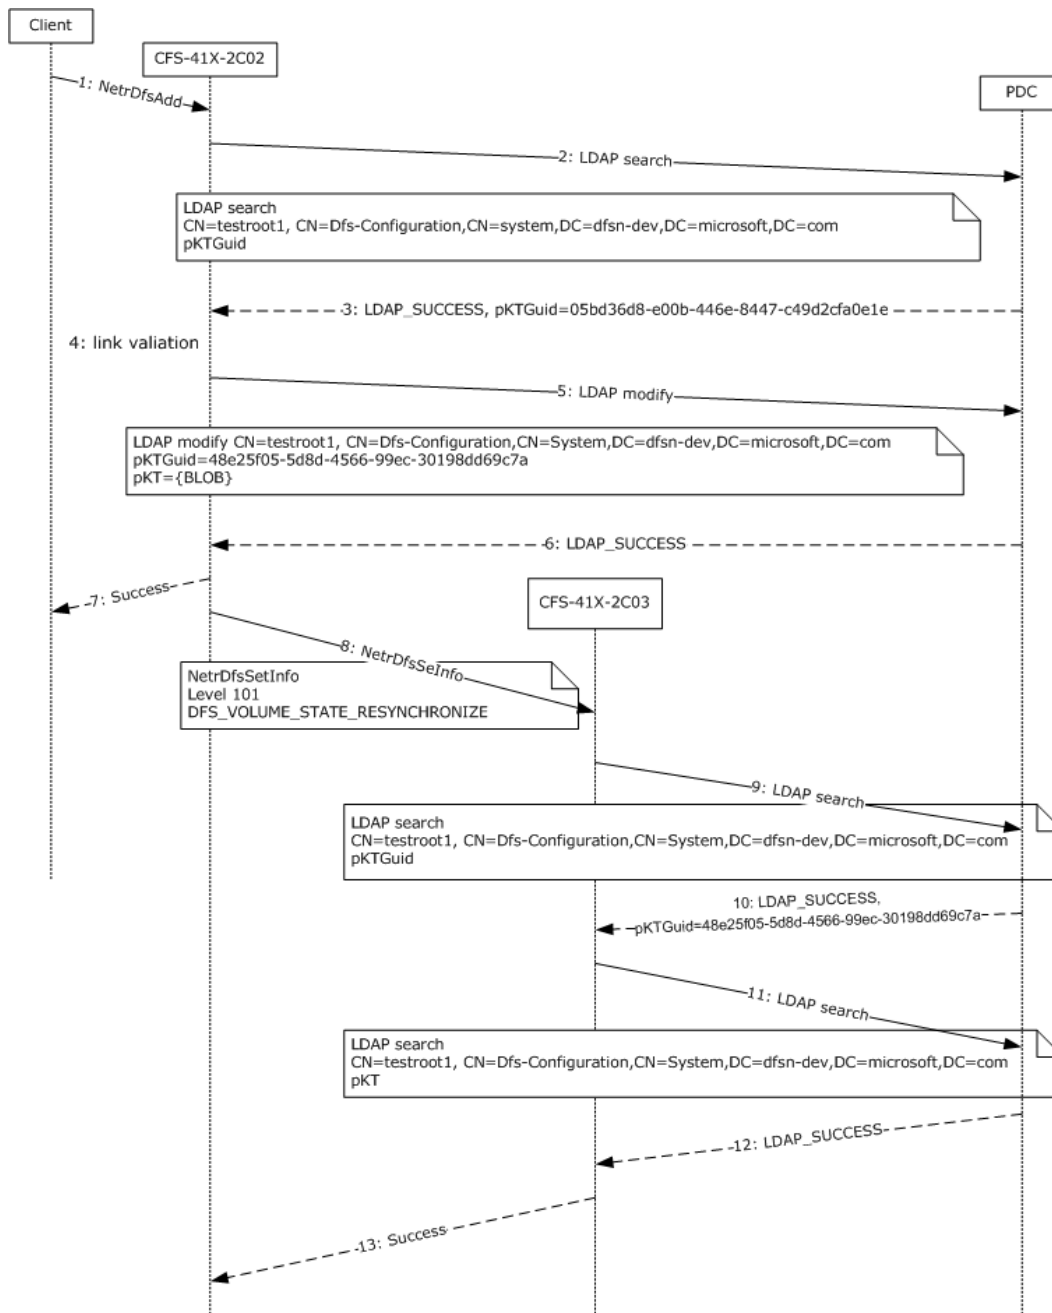 Client
CFS-41X-2C02
PDC
1: NetrDfsAdd
2: LDAP search
LDAP search
CN=testroot1, CN=Dfs-Configuration,CN=system,DC=dfsn-dev,DC=microsoft,DC=com
pKTGuid
3: LDAP_SUCCESS, pKTGuid=05bd36d8-e00b-446e-8447-c49d2cfa0e1e
4: link valiation
5: LDAP modify
LDAP modify CN=testroot1, CN=Dfs-Configuration,CN=System,DC=dfsn-dev,DC=microsoft,DC=com
pKTGuid=48e25f05-5d8d-4566-99ec-30198dd69c7a
pKT={BLOB}
6: LDAP_SUCCESS
7: Success
CFS-41X-2C03
8: NetrDfsSeInfo
NetrDfsSetInfo
Level 101
DFS_VOLUME_STATE_RESYNCHRONIZE
9: LDAP search
LDAP search
CN=testroot1, CN=Dfs-Configuration,CN=System,DC=dfsn-dev,DC=microsoft,DC=com
pKTGuid
10: LDAP_SUCCESS,
pKTGuid=48e25f05-5d8d-4566-99ec-30198dd69c7a
11: LDAP search
LDAP search
CN=testroot1, CN=Dfs-Configuration,CN=System,DC=dfsn-dev,DC=microsoft,DC=com
pKT
12: LDAP_SUCCESS
13: Success